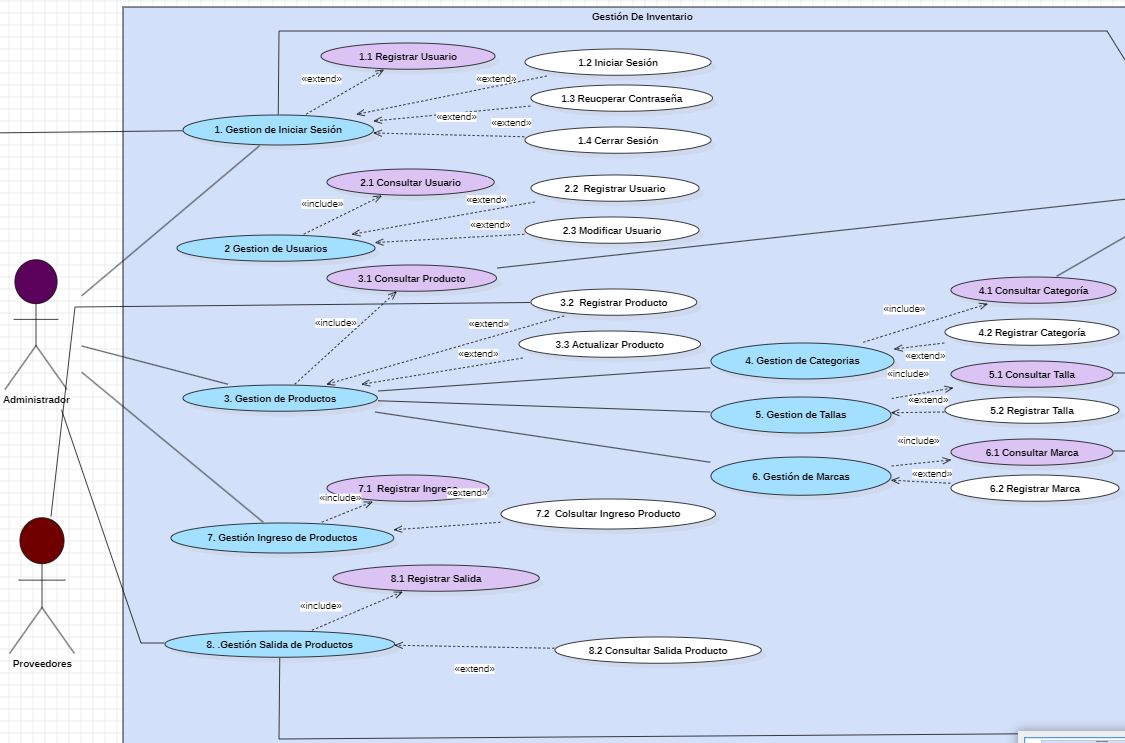 Gestión De Inventario
1.1 Registrar Usuario
1.2 Iniciar Sesión
«extend»
«extend»
1.3 Reucperar Contraseña
«extend»
«extend»
1. Gestion de Iniciar Sesión
1.4 Cerrar Sesión
2.1 Consultar Usuario
2.2 Registrar Usuario
«include»
«extend»
«extend»
2.3 Modificar Usuario
2 Gestion de Usuarios
3.1 Consultar Producto
4.1 Consultar Categoría
3.2 Registrar Producto
«include»
«extend»
«include»
4.2 Registrar Categoría
3.3 Actualizar Producto
«extend»
«extend»
4. Gestion de Categorias
«include»
5.1 Consultar Talla
Administrador
3. Gestion de Productos
«extend»
5. Gestion de Tallas
5.2 Registrar Talla
«include»
6.1 Consultar Marca
«extend»
6. Gestión de Marcas
6.2 Registrar Marca
7.1 Registrar Ingreso
«include»
«extend»
7.2 Colsultar Ingreso Producto
7. Gestión Ingreso de Productos
8.1 Registrar Salida
«include»
8. .Gestión Salida de Productos
8.2 Consultar Salida Producto
«extend»
Proveedores